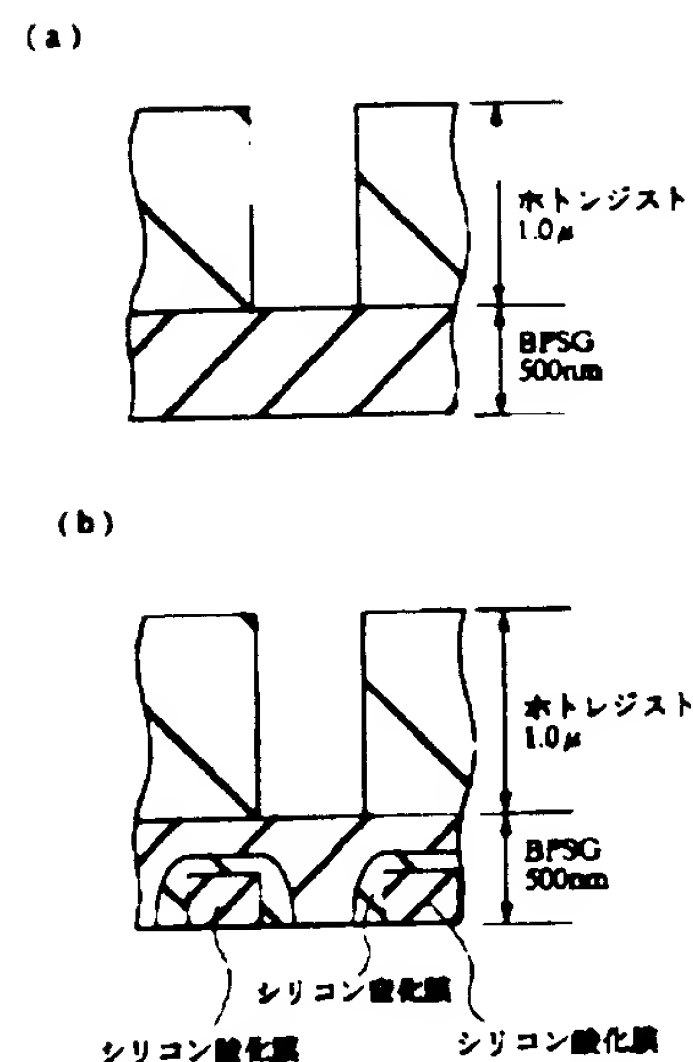 (a)
ホトンジスト
1.0μ
BPSG
500nm
(b)
ホトレジスト
1.0μ
BPSG
500nm
シリコン窒化膜
シリコン酸化膜
シリコン酸化膜